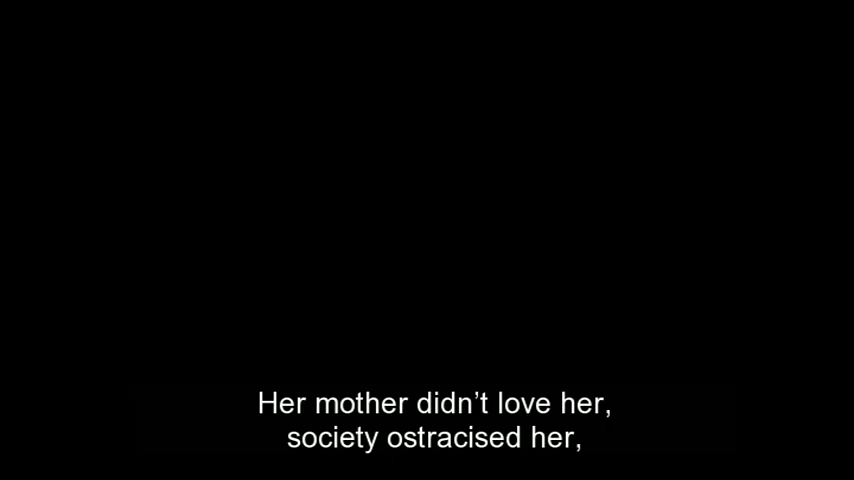 Her mother didn’t love her,
society ostracised her,